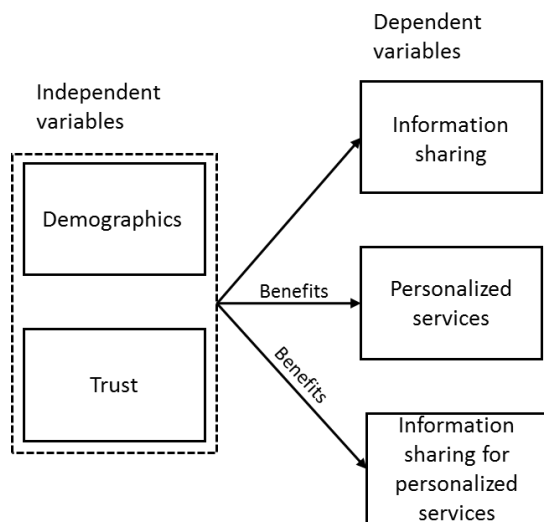 Dependent
variables
Independent
variables
Information
sharing
Demographics
Benefits
Personalized
services
Trust
Benefits
Information
sharing for
personalized
services